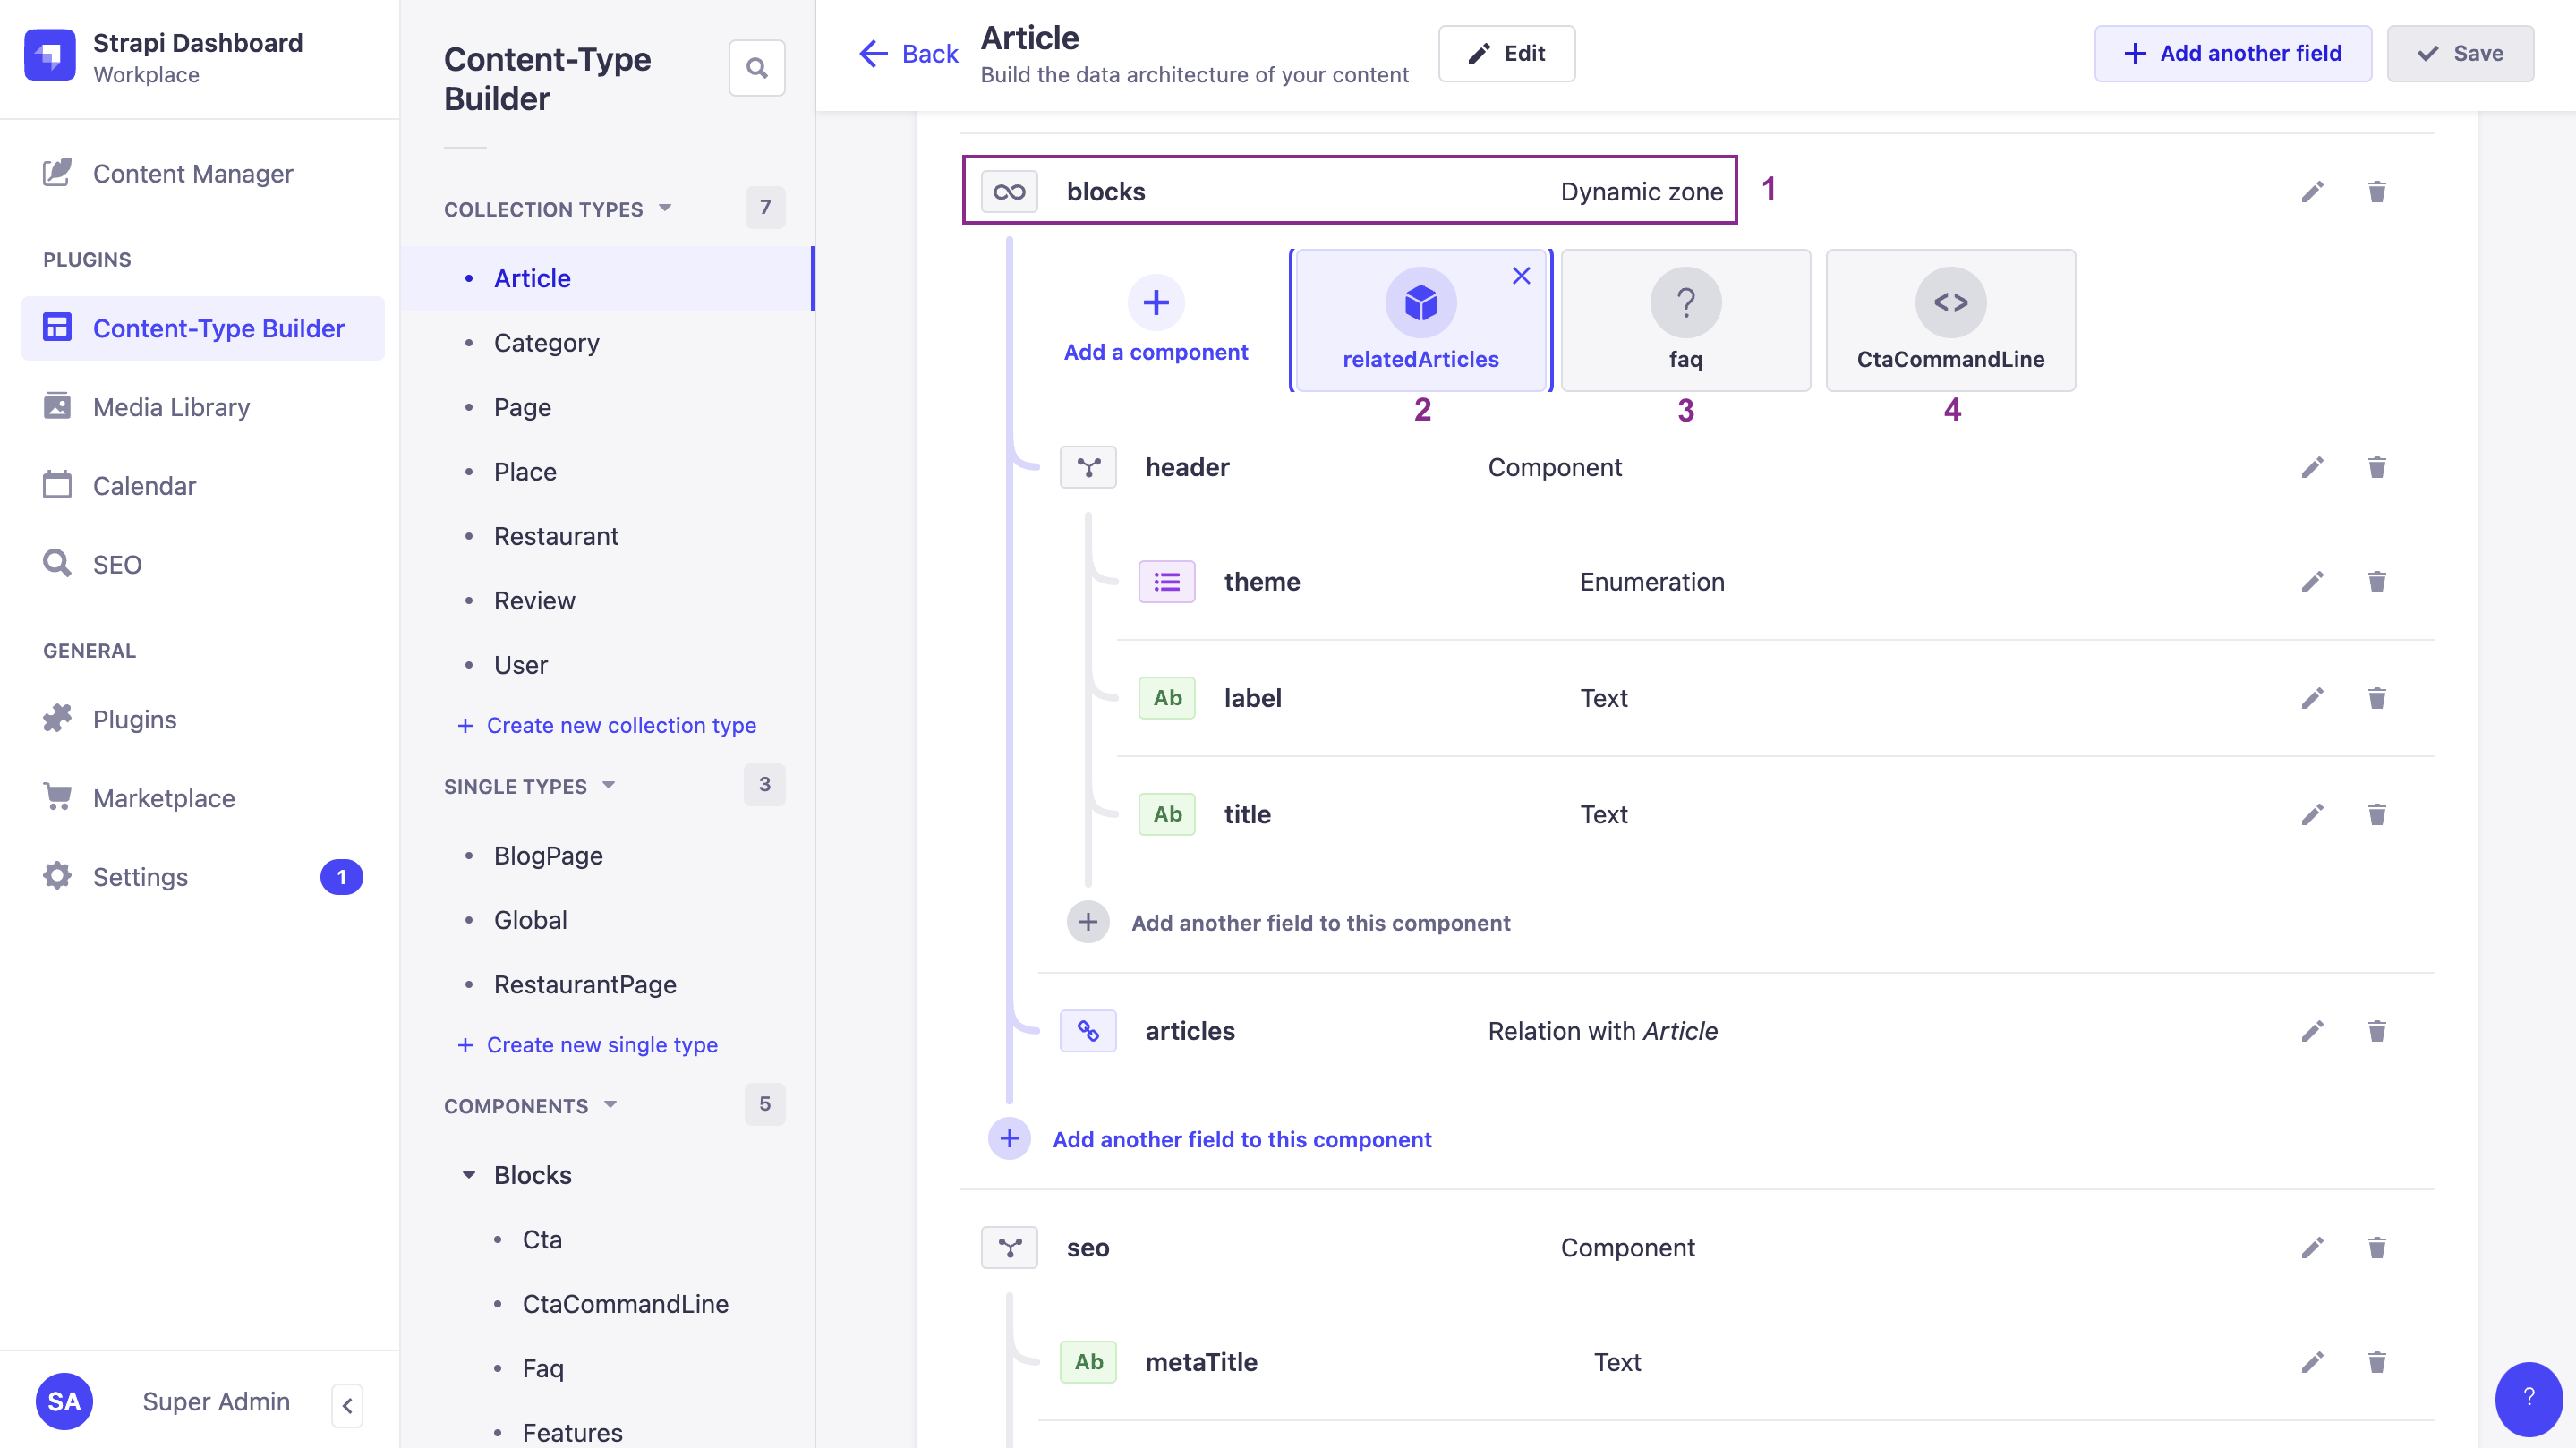 Strapi Dashboard
Workplace
Content Manager
PLUGINS
Content-Type Builder
Media Library
Calendar
SEO
GENERAL
Plugins
Marketplace
Settings
1
SA
Super Admin
Content-Type
Builder
COLLECTION TYPES
7
Article
Category
Page
Place
Restaurant
Review
User
+ Create new collection type
SINGLE TYPES
3
BlogPage
Global
RestaurantPage
+ Create new single type
COMPONENTS
5
Blocks
Cta
CtaCommandLine
Faq
Features
Back
Article
Build the data architecture of your content
Edit
Add another field
Save
blocks Dynamic zone 1
Add a component
relatedArticles
?
faq
<>
CtaCommandLine
2 3 4
header Component
theme Enumeration
Ab label Text
Ab title Text
Add another field to this component
articles Relation with Article
Add another field to this component
seo Component
Ab metaTitle Text
?